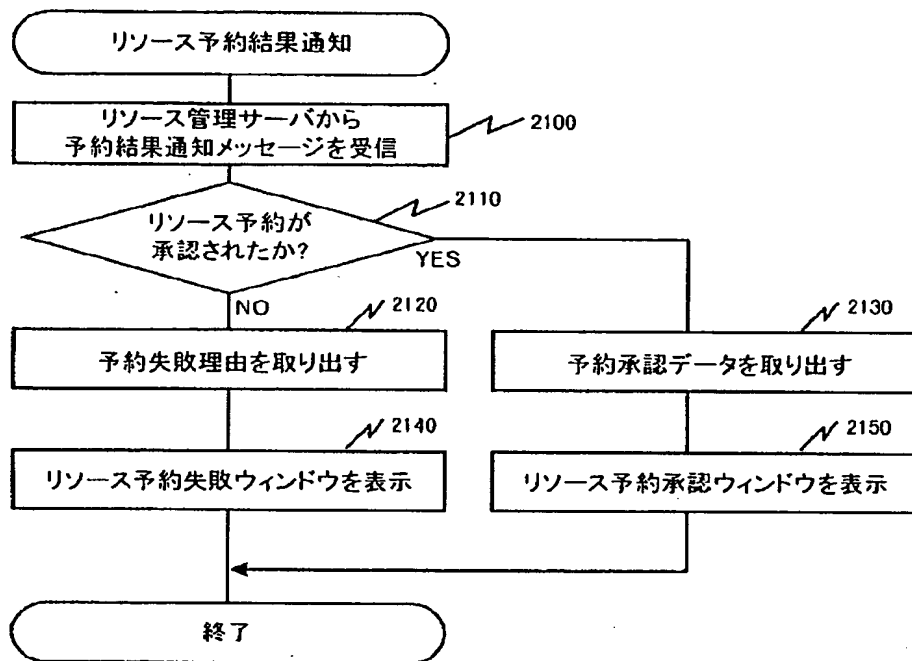 リソース予約結果通知
リソース管理サーバから
予約結果通知メッセージを受信
2100
リソース予約が
承認されたか?
2110
YES
NO
2120
予約失敗理由を取り出す
2130
予約承認データを取り出す
2140
リソース予約失敗ウィンドウを表示
2150
リソース予約承認ウィンドウを表示
終了